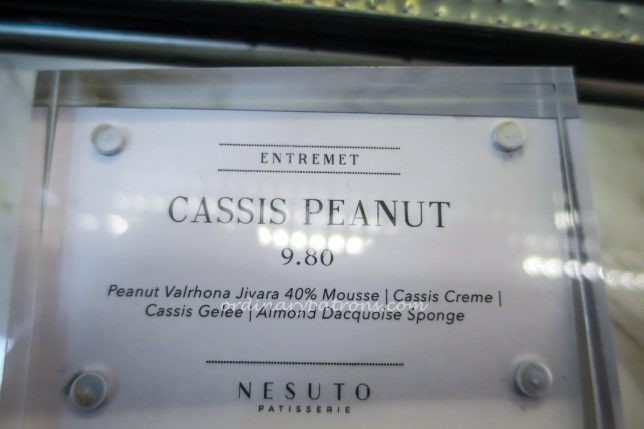 ENTREMET
CASSIS PEANUT
9.80
Peanut Valrhona Jivara 40% Mousse | Cassis Creme |
Cassis Gelee | Almond Dacquoise Sponge
ordinarypatrons.com
NESUTO
PATISSERIE